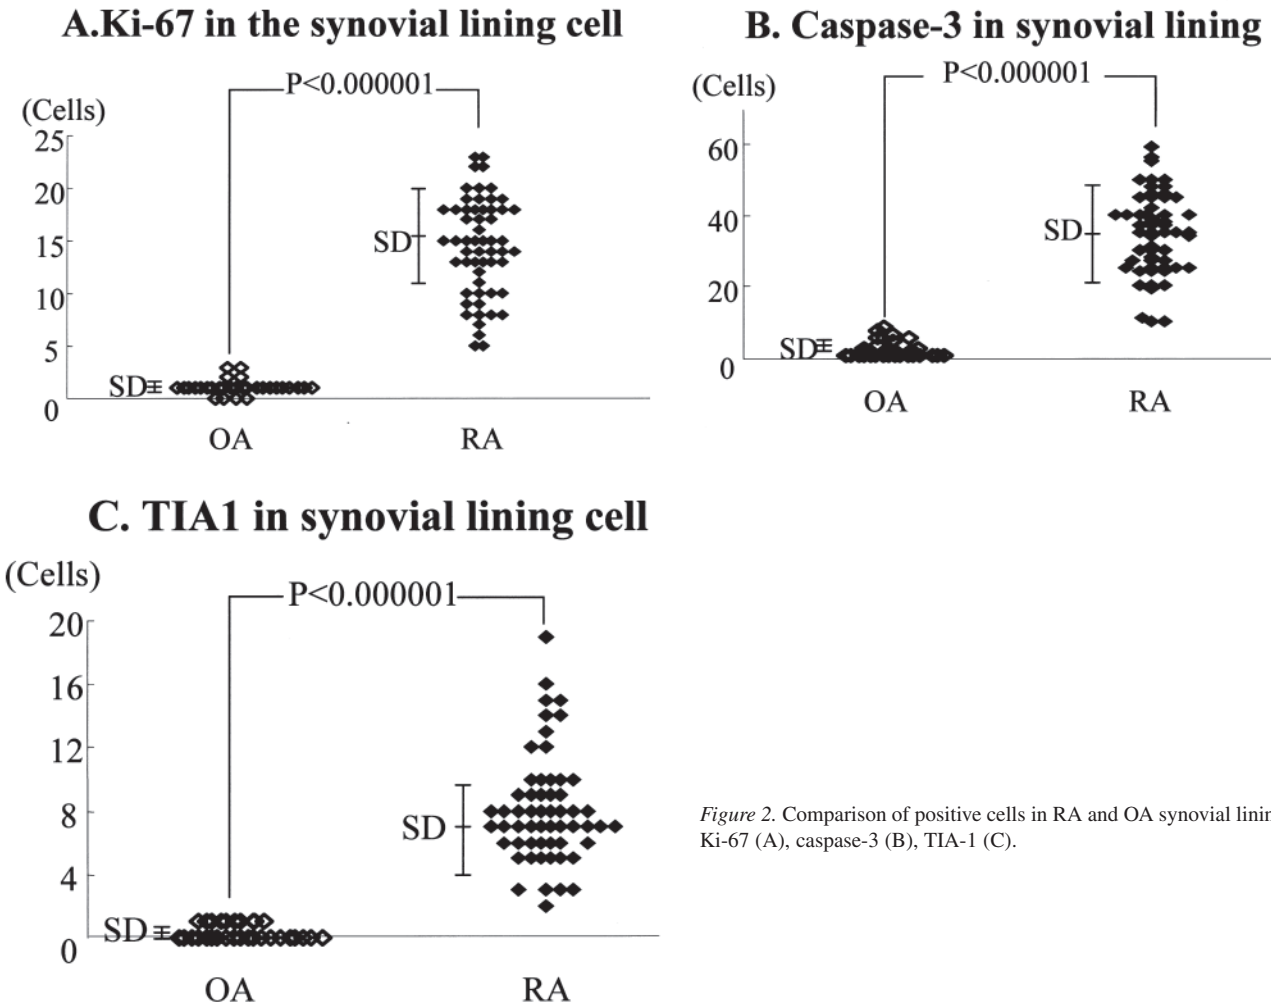 A.Ki-67 in the synovial lining cell
P<0.000001
(Cells)
25
20
15
10
5
0
SD
SD
OA
RA
B. Caspase-3 in synovial lining
P<0.000001
(Cells)
60
40
20
0
SD
SD
OA
RA
C. TIA1 in synovial lining cell
(Cells)
P<0.000001
20
16
12
8
4
0
SD
SD
OA
RA
Figure 2. Comparison of positive cells in RA and OA synovial
Ki-67 (A), caspase-3 (B), TIA-1 (C).